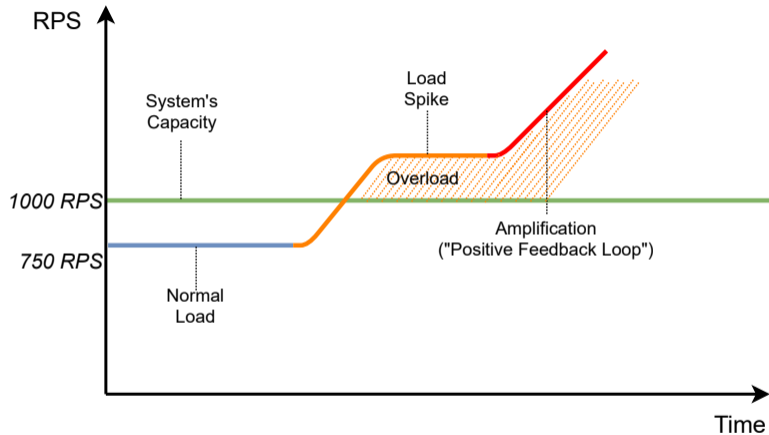 RPS
Load
Spike
System's
Capacity
Overload
1000 RPS
Amplification
("Positive Feedback Loop")
750 RPS
Normal
Load
Time